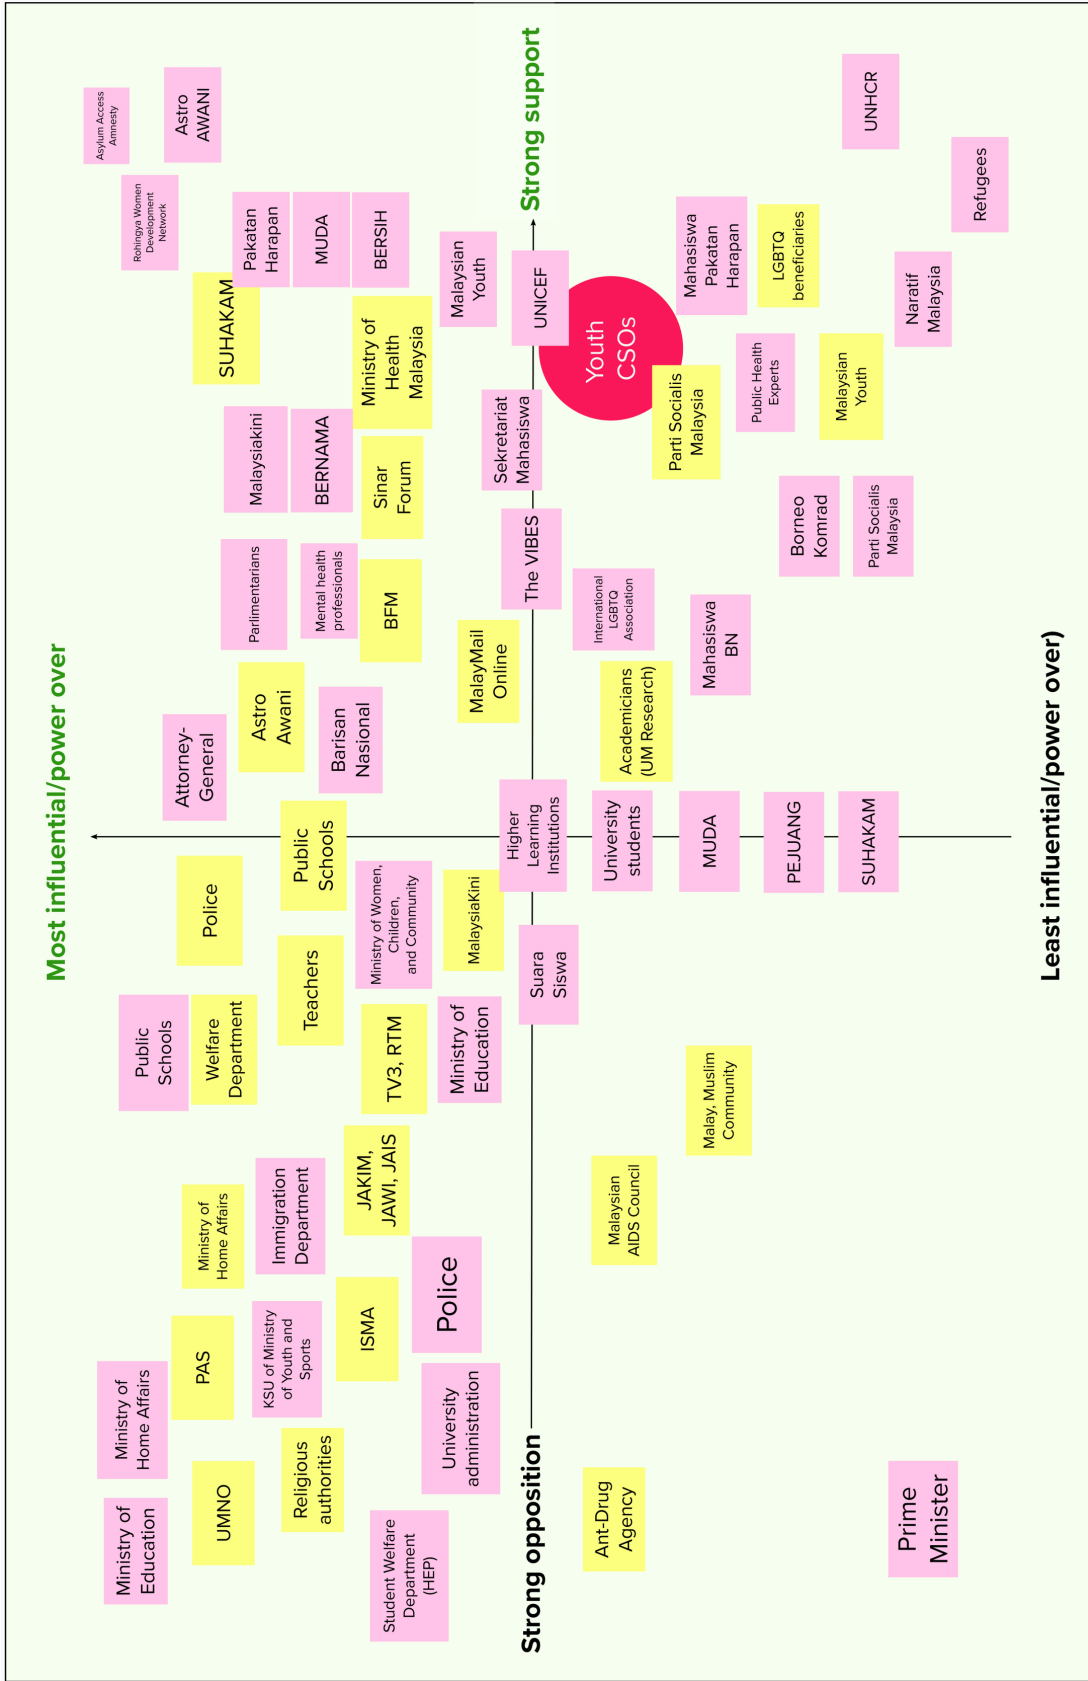 Most influential/power over
Ministry of
Education
Ministry of
Home Affairs
Public
Schools
Asylum Access
Amnesty
Rohingya Women
Development
Network
Astro
AWANI
UMNO
PAS
Ministry of
Home Affairs
Welfare
Department
Police
Attorney-
General
SUHAKAM
Religious
authorities
KSU of Ministry
of Youth and
Sports
Immigration
Department
Teachers
Public
Schools
Astro
Awani
Parlimentarians
Malaysiakini
Pakatan
Harapan
Barisan
Nasional
Mental health
professionals
BERNAMA
MUDA
Student Welfare
Department
(HEP)
ISMA
JAKIM,
JAWI, JAIS
TV3, RTM
Ministry of Women,
Children,
and Community
BFM
Sinar
Forum
Ministry of
Health
Malaysia
BERSIH
University
administration
Police
Ministry of
Education
MalaysiaKini
MalayMail
Online
Malaysian
Youth
Strong opposition
Suara
Siswa
Higher
Learning
Institutions
The VIBES
Sekretariat
Mahasiswa
UNICEF
Strong support
Youth
CSOs
Ant-Drug
Agency
Malaysian
AIDS Council
University
students
Academicians
(UM Research)
International
LGBTQ
Association
Parti Socialis
Malaysia
Malay, Muslim
Community
MUDA
Mahasiswa
BN
Mahasiswa
Pakatan
Harapan
PEJUANG
Public Health
Experts
LGBTQ
beneficiaries
Borneo
Komrad
Malaysian
Youth
SUHAKAM
Parti Socialis
Malaysia
UNHCR
Prime
Minister
Naratif
Malaysia
Refugees
Least influential/power over)